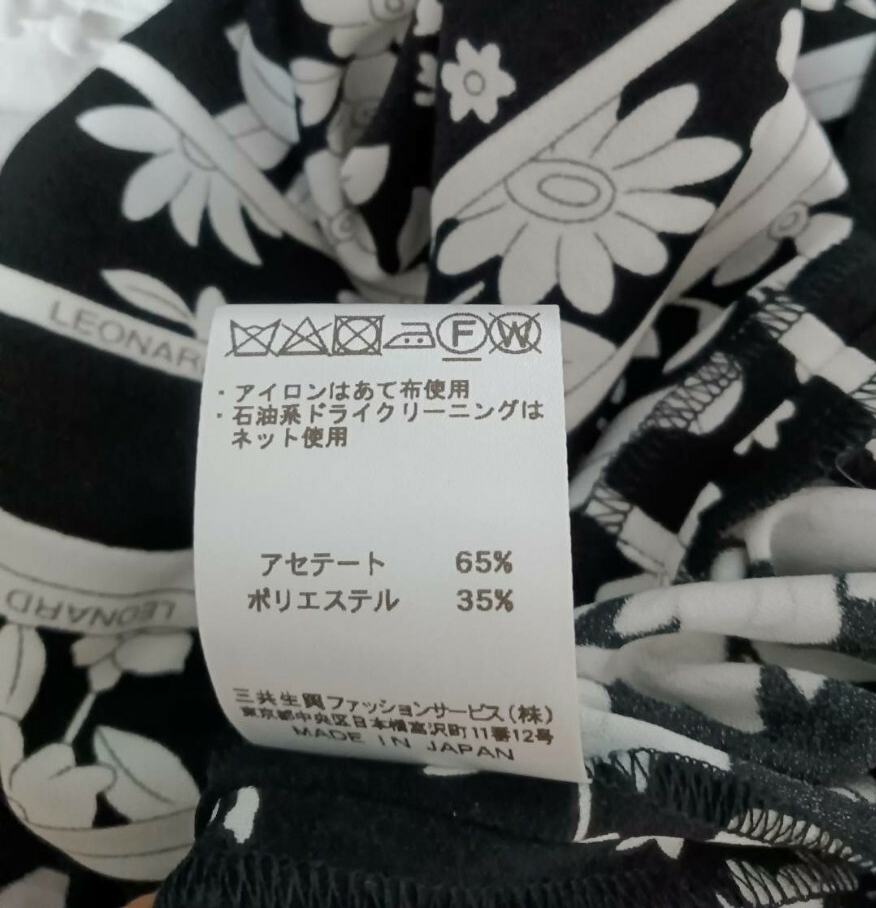 LEONARD
F W
・アイロンはあて布使用
・石油系ドライクリーニングは
ネット使用
アセテート 65%
ポリエステル 35%
LEONARD
三共生興ファッションサービス(株)
東京都中央区日本橋富沢町11番12号
MADE IN JAPAN